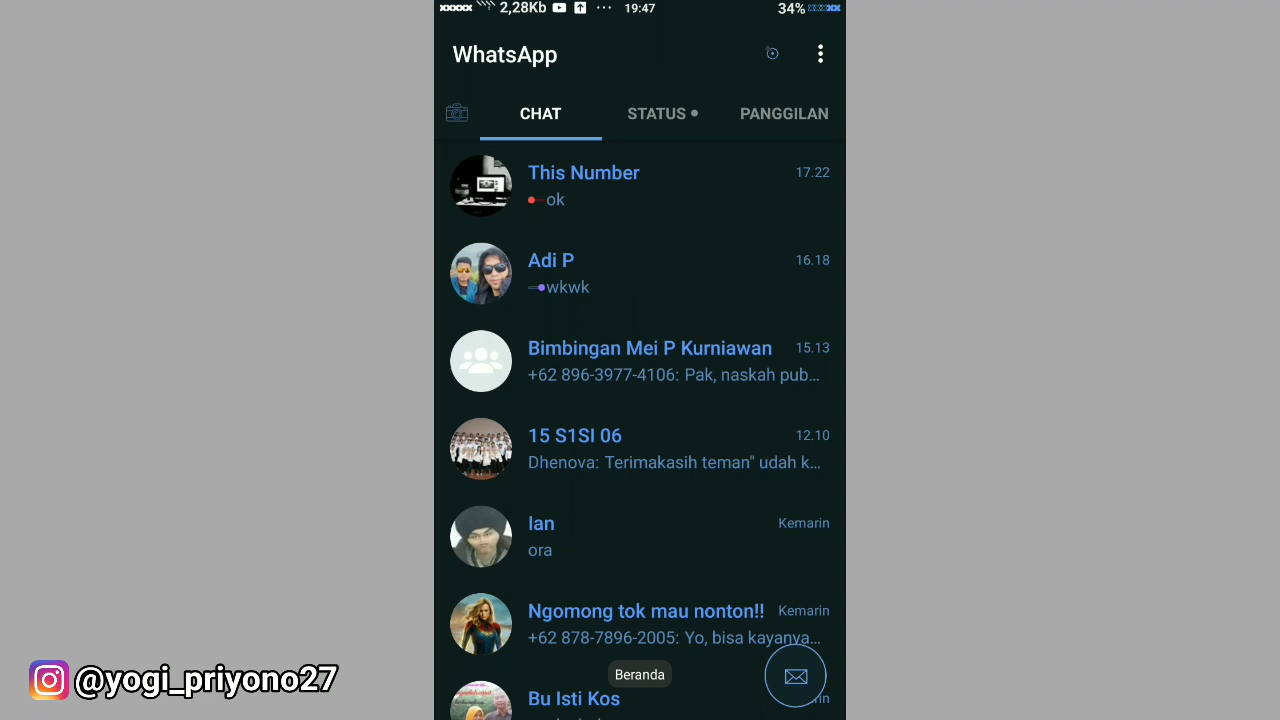 2,28Kb
19:47
34%
WhatsApp
CHAT
STATUS
PANGGILAN
This Number
17.22
ok
Adi P
16.18
wkwk
Bimbingan Mei P Kurniawan
15.13
+62 896-3977-4106: Pak, naskah pub...
15 S1SI 06
12.10
Dhenova: Terimakasih teman" udah k...
Ian
Kemarin
ora
Ngomong tok mau nonton!!
Kemarin
+62 878-7896-2005: Yo, bisa kayanya...
Beranda
Bu Isti Kos
@yogi_priyono27